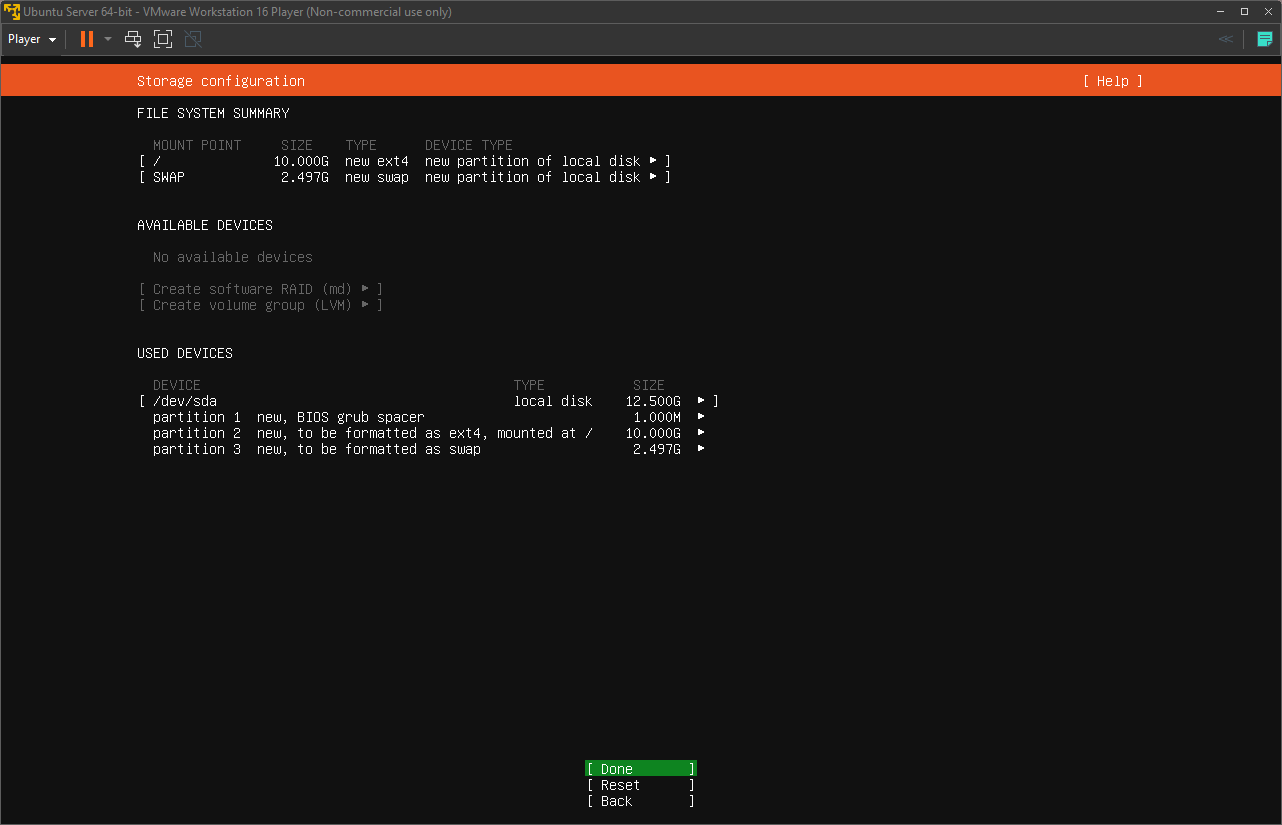 Ubuntu Server 64-bit - VMware Workstation 16 Player (Non-commercial use only)
Player
Storage configuration [ Help ]
FILE SYSTEM SUMMARY
MOUNT POINT SIZE TYPE DEVICE TYPE
[ / 10.000G new ext4 new partition of local disk ▸ ]
[ SWAP 2.497G new swap new partition of local disk ▸ ]
AVAILABLE DEVICES
No available devices
[ Create software RAID (md) ▸ ]
[ Create volume group (LVM) ▸ ]
USED DEVICES
DEVICE TYPE SIZE
[ /dev/sda local disk 12.500G ▸ ]
partition 1 new, BIOS grub spacer 1.000M ▸
partition 2 new, to be formatted as ext4, mounted at / 10.000G ▸
partition 3 new, to be formatted as swap 2.497G ▸
[ Done ]
[ Reset ]
[ Back ]